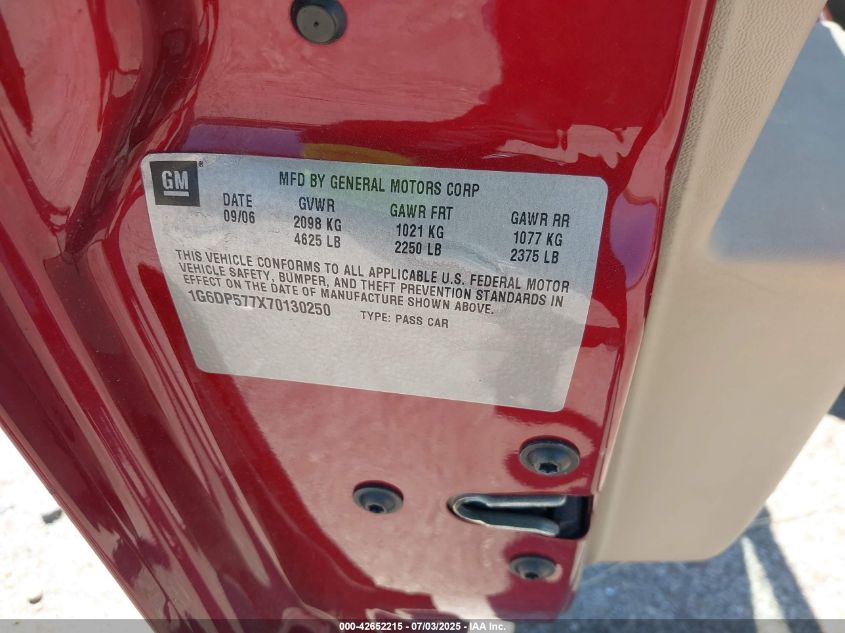 GM ®
MFD BY GENERAL MOTORS CORP
DATE GVWR GAWR FRT GAWR RR
09/06 2098 KG 1021 KG 1077 KG
4625 LB 2250 LB 2375 LB
THIS VEHICLE CONFORMS TO ALL APPLICABLE U.S. FEDERAL MOTOR
VEHICLE SAFETY, BUMPER, AND THEFT PREVENTION STANDARDS IN
EFFECT ON THE DATE OF MANUFACTURE SHOWN ABOVE.
1G6DP577X70130250 TYPE: PASS CAR
000-42652215 - 07/03/2025 - IAA Inc.